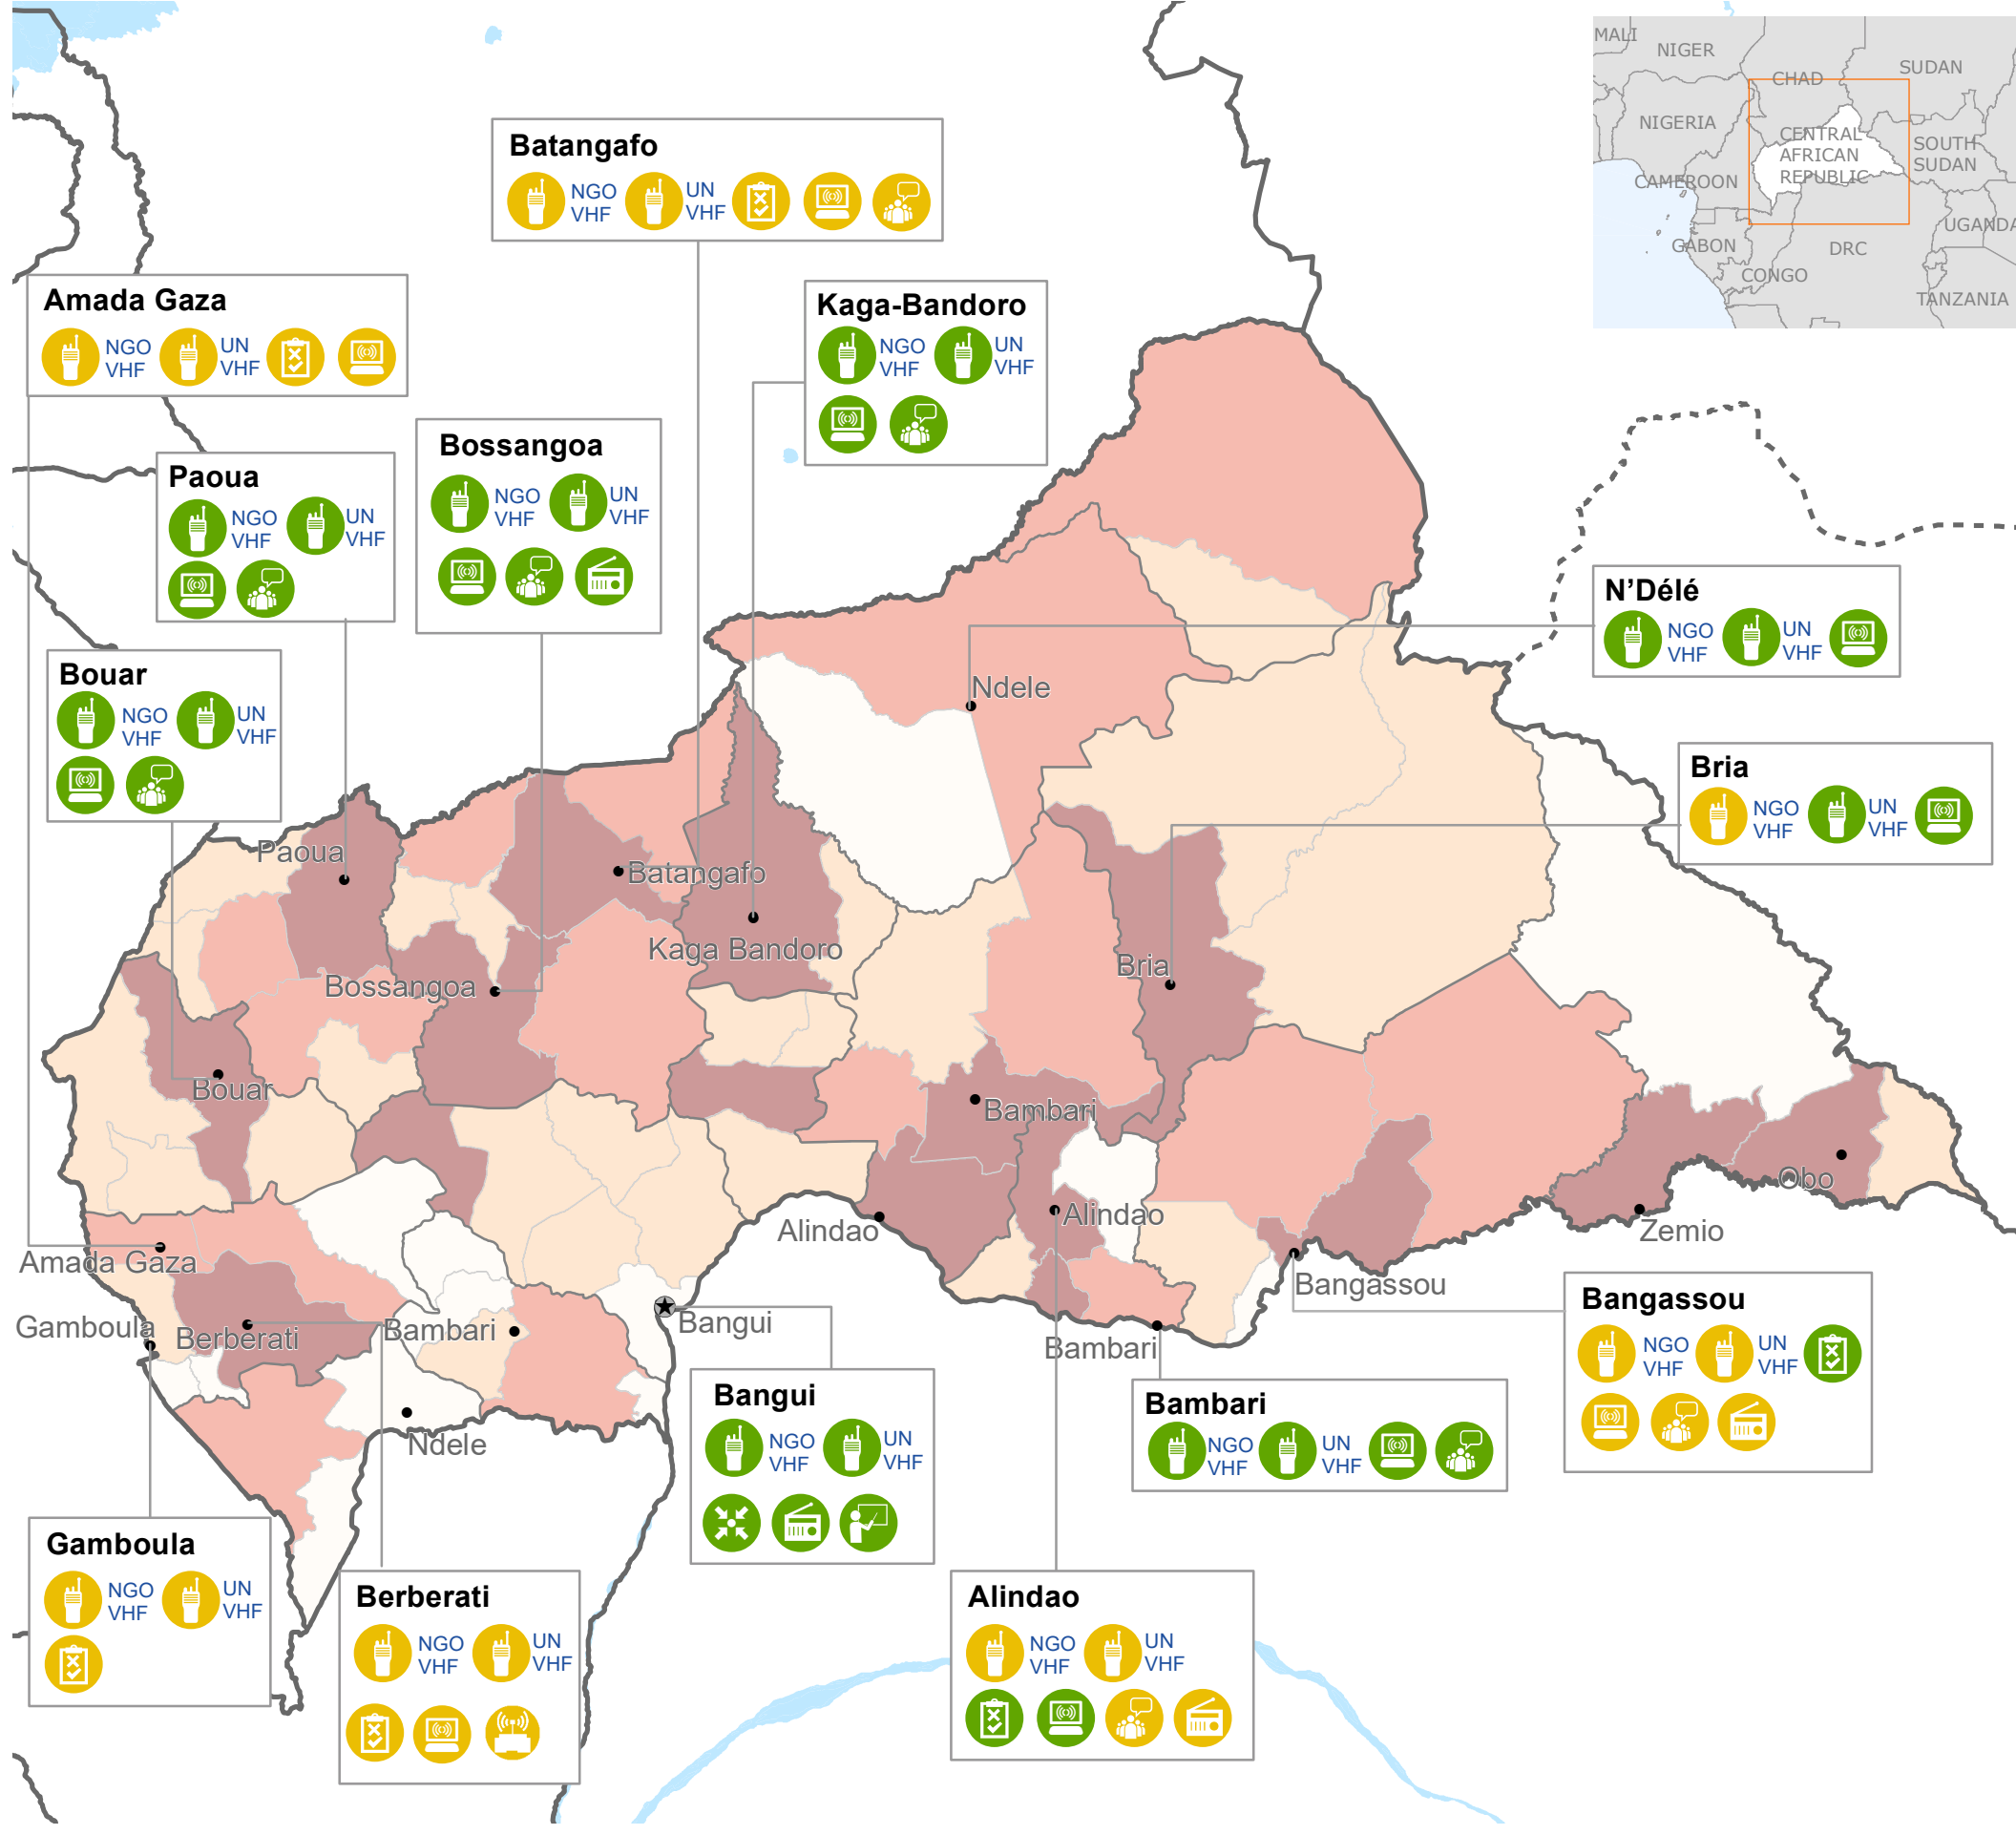 MALI
NIGER
CHAD
SUDAN
NIGERIA
CENTRAL
AFRICAN
REPUBLIC
SOUTH
SUDAN
CAMEROON
UGANDA
GABON
DRC
CONGO
TANZANIA
Batangafo
NGO
VHF
UN
VHF
Amada Gaza
NGO
VHF
UN
VHF
Kaga-Bandoro
NGO
VHF
UN
VHF
Paoua
NGO
VHF
UN
VHF
Bossangoa
NGO
VHF
UN
VHF
N'Délé
NGO
VHF
UN
VHF
Bouar
NGO
VHF
UN
VHF
Bria
NGO
VHF
UN
VHF
Ndele
Paoua
Batangafo
Kaga Bandoro
Bossangoa
Bria
Bouar
Bambari
Obo
Alindao
Alindao
Zemio
Amada Gaza
Bangassou
Gamboula
Berberati
Bambari
Bangui
Bambari
Ndele
Bangassou
NGO
VHF
UN
VHF
Bangui
NGO
VHF
UN
VHF
Bambari
NGO
VHF
UN
VHF
Gamboula
NGO
VHF
UN
VHF
Berberati
NGO
VHF
UN
VHF
Alindao
NGO
VHF
UN
VHF